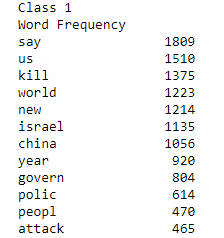 Class 1
Word Frequency
say 1809
us 1510
kill 1375
world 1223
new 1214
israel 1135
china 1056
year 920
govern 804
polic 614
peopl 470
attack 465